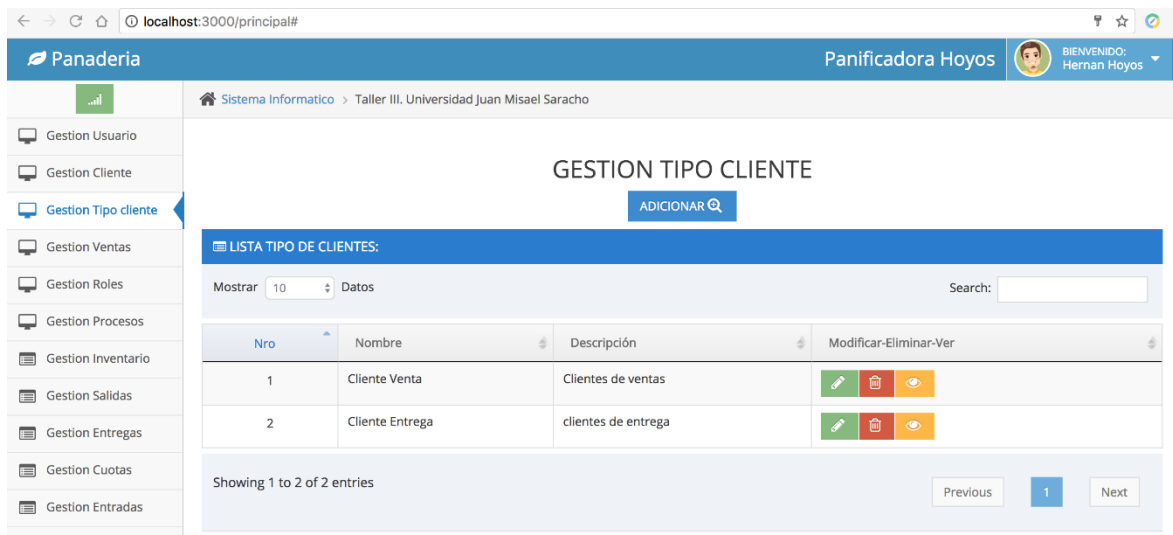 localhost:3000/principal#
Panaderia
Panificadora Hoyos
BIENVENIDO:
Hernan Hoyos
Sistema Informatico > Taller III. Universidad Juan Misael Saracho
Gestion Usuario
Gestion Cliente
Gestion Tipo cliente
Gestion Ventas
Gestion Roles
Gestion Procesos
Gestion Inventario
Gestion Salidas
Gestion Entregas
Gestion Cuotas
Gestion Entradas
GESTION TIPO CLIENTE
ADICIONAR
LISTA TIPO DE CLIENTES:
Mostrar 10 Datos
Search:
Nro Nombre Descripción Modificar-Eliminar-Ver
1 Cliente Venta Clientes de ventas
2 Cliente Entrega clientes de entrega
Showing 1 to 2 of 2 entries
Previous 1 Next